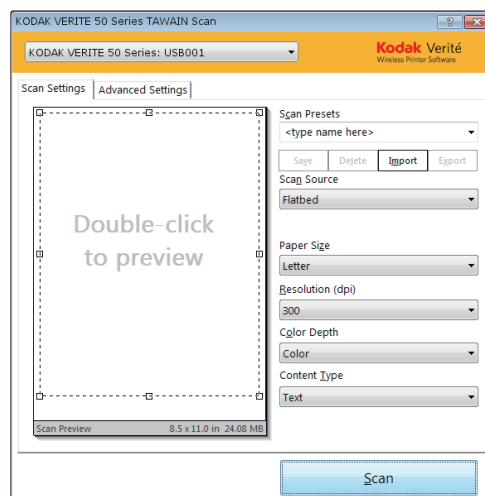 KODAK VERITE 50 Series TAWAIN Scan
KODAK VERITE 50 Series: USB001
Kodak Verité
Wireless Printer Software
Scan Settings
Advanced Settings
Double-click
to preview
Scan Preview
8.5 x 11.0 in 24.08 MB
Scan Presets
<type name here>
Save Delete Import Export
Scan Source
Flatbed
Paper Size
Letter
Resolution (dpi)
300
Color Depth
Color
Content Type
Text
Scan